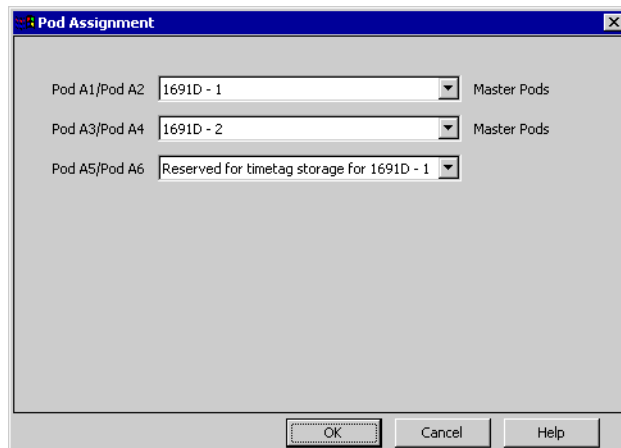 Pod Assignment
Pod A1/Pod A2 1691D - 1 Master Pods
Pod A3/Pod A4 1691D - 2 Master Pods
Pod A5/Pod A6 Reserved for timetag storage for 1691D - 1
OK Cancel Help